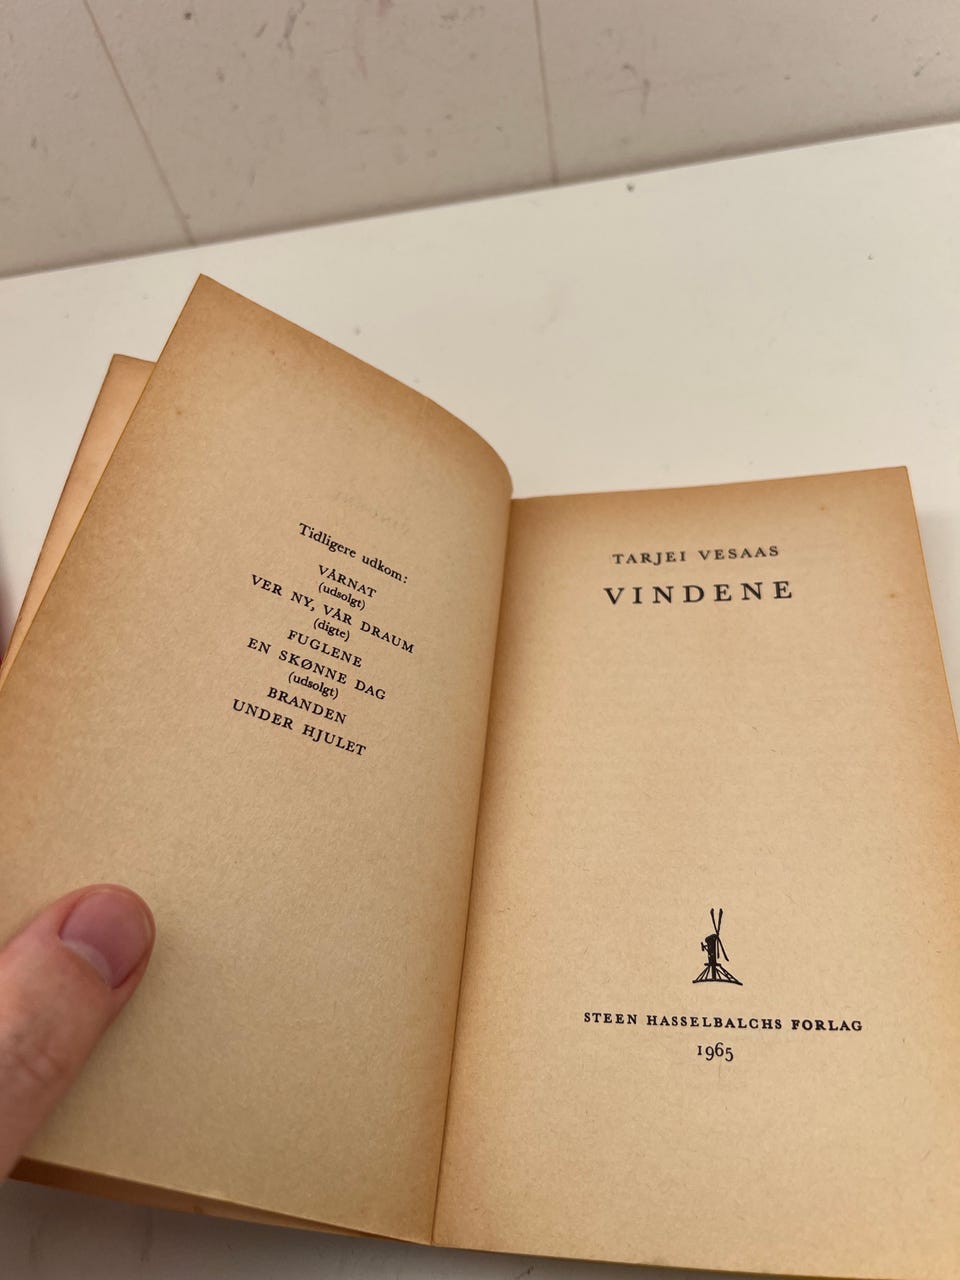 Tidligere udkom:
VÅRNAT
(udsolgt)
VER NY, VÅR DRAUM
(digte)
FUGLENE
EN SKØNNE DAG
(udsolgt)
BRANDEN
UNDER HJULET
TARJEI VESAAS
VINDENE
STEEN HASSELBALCHS FORLAG
1965